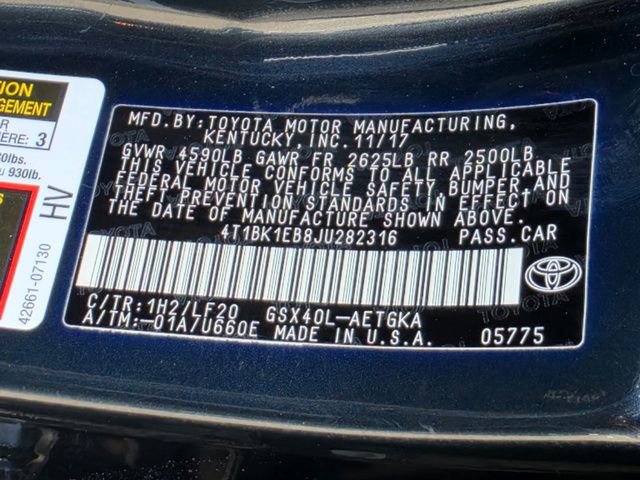 MFD.BY:TOYOTA MOTOR MANUFACTURING,
KENTUCKY,INC.11/17
GVWR 4590LB GAWR FR 2625LB RR 2500LB
THIS VEHICLE CONFORMS TO ALL APPLICABLE
FEDERAL MOTOR VEHICLE SAFETY,BUMPER,AND
THEFT PREVENTION STANDARDS IN EFFECT ON
THE DATE OF MANUFACTURE SHOWN ABOVE.
4T1BK1EB8JU282316 PASS.CAR
C/TR:1H2/LF20 GSX40L-AETGKA
A/TM:-01A/U660E MADE IN U.S.A. 05775
MANAGEMENT
3
930lb.
HV
42661-07130